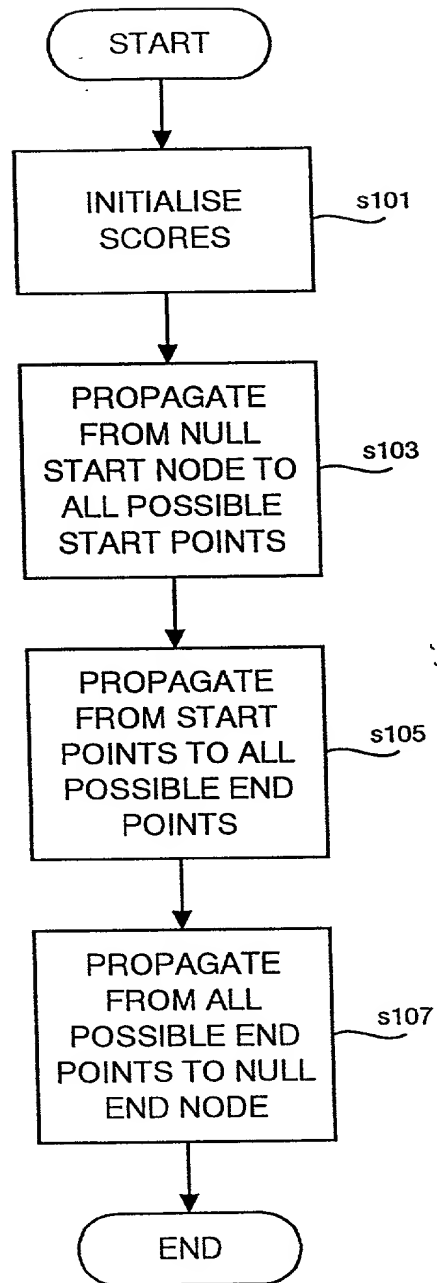 START
INITIALISE
SCORES
s101
PROPAGATE
FROM NULL
START NODE TO
ALL POSSIBLE
START POINTS
s103
PROPAGATE
FROM START
POINTS TO ALL
POSSIBLE END
POINTS
s105
PROPAGATE
FROM ALL
POSSIBLE END
POINTS TO NULL
END NODE
s107
END